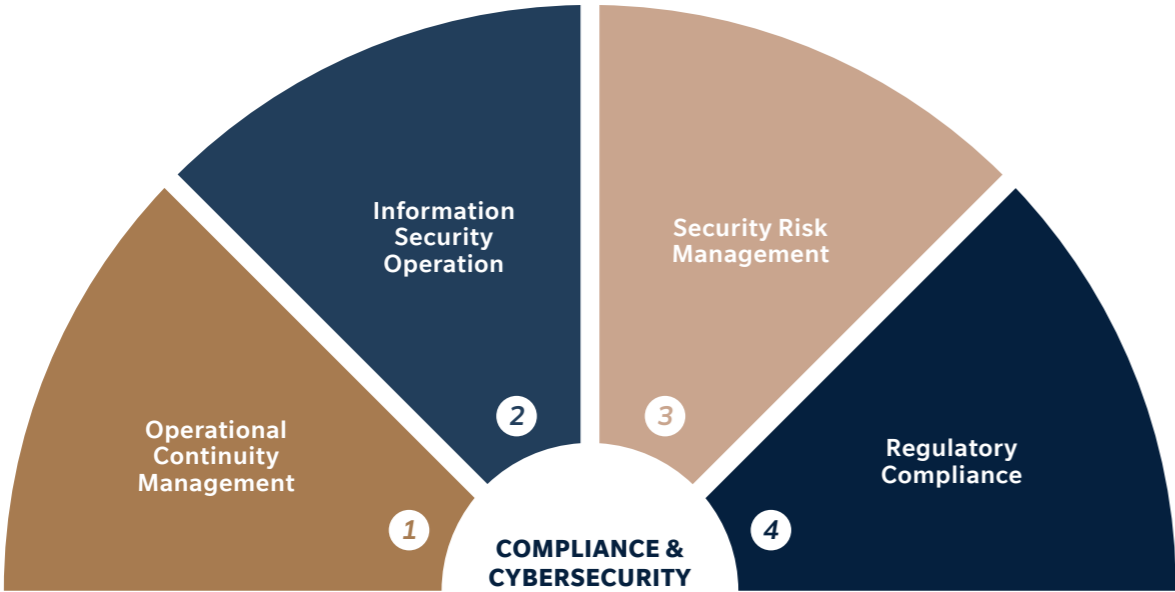 Operational
Continuity
Management
1
Information
Security
Operation
2
Security Risk
Management
3
Regulatory
Compliance
4
COMPLIANCE &
CYBERSECURITY